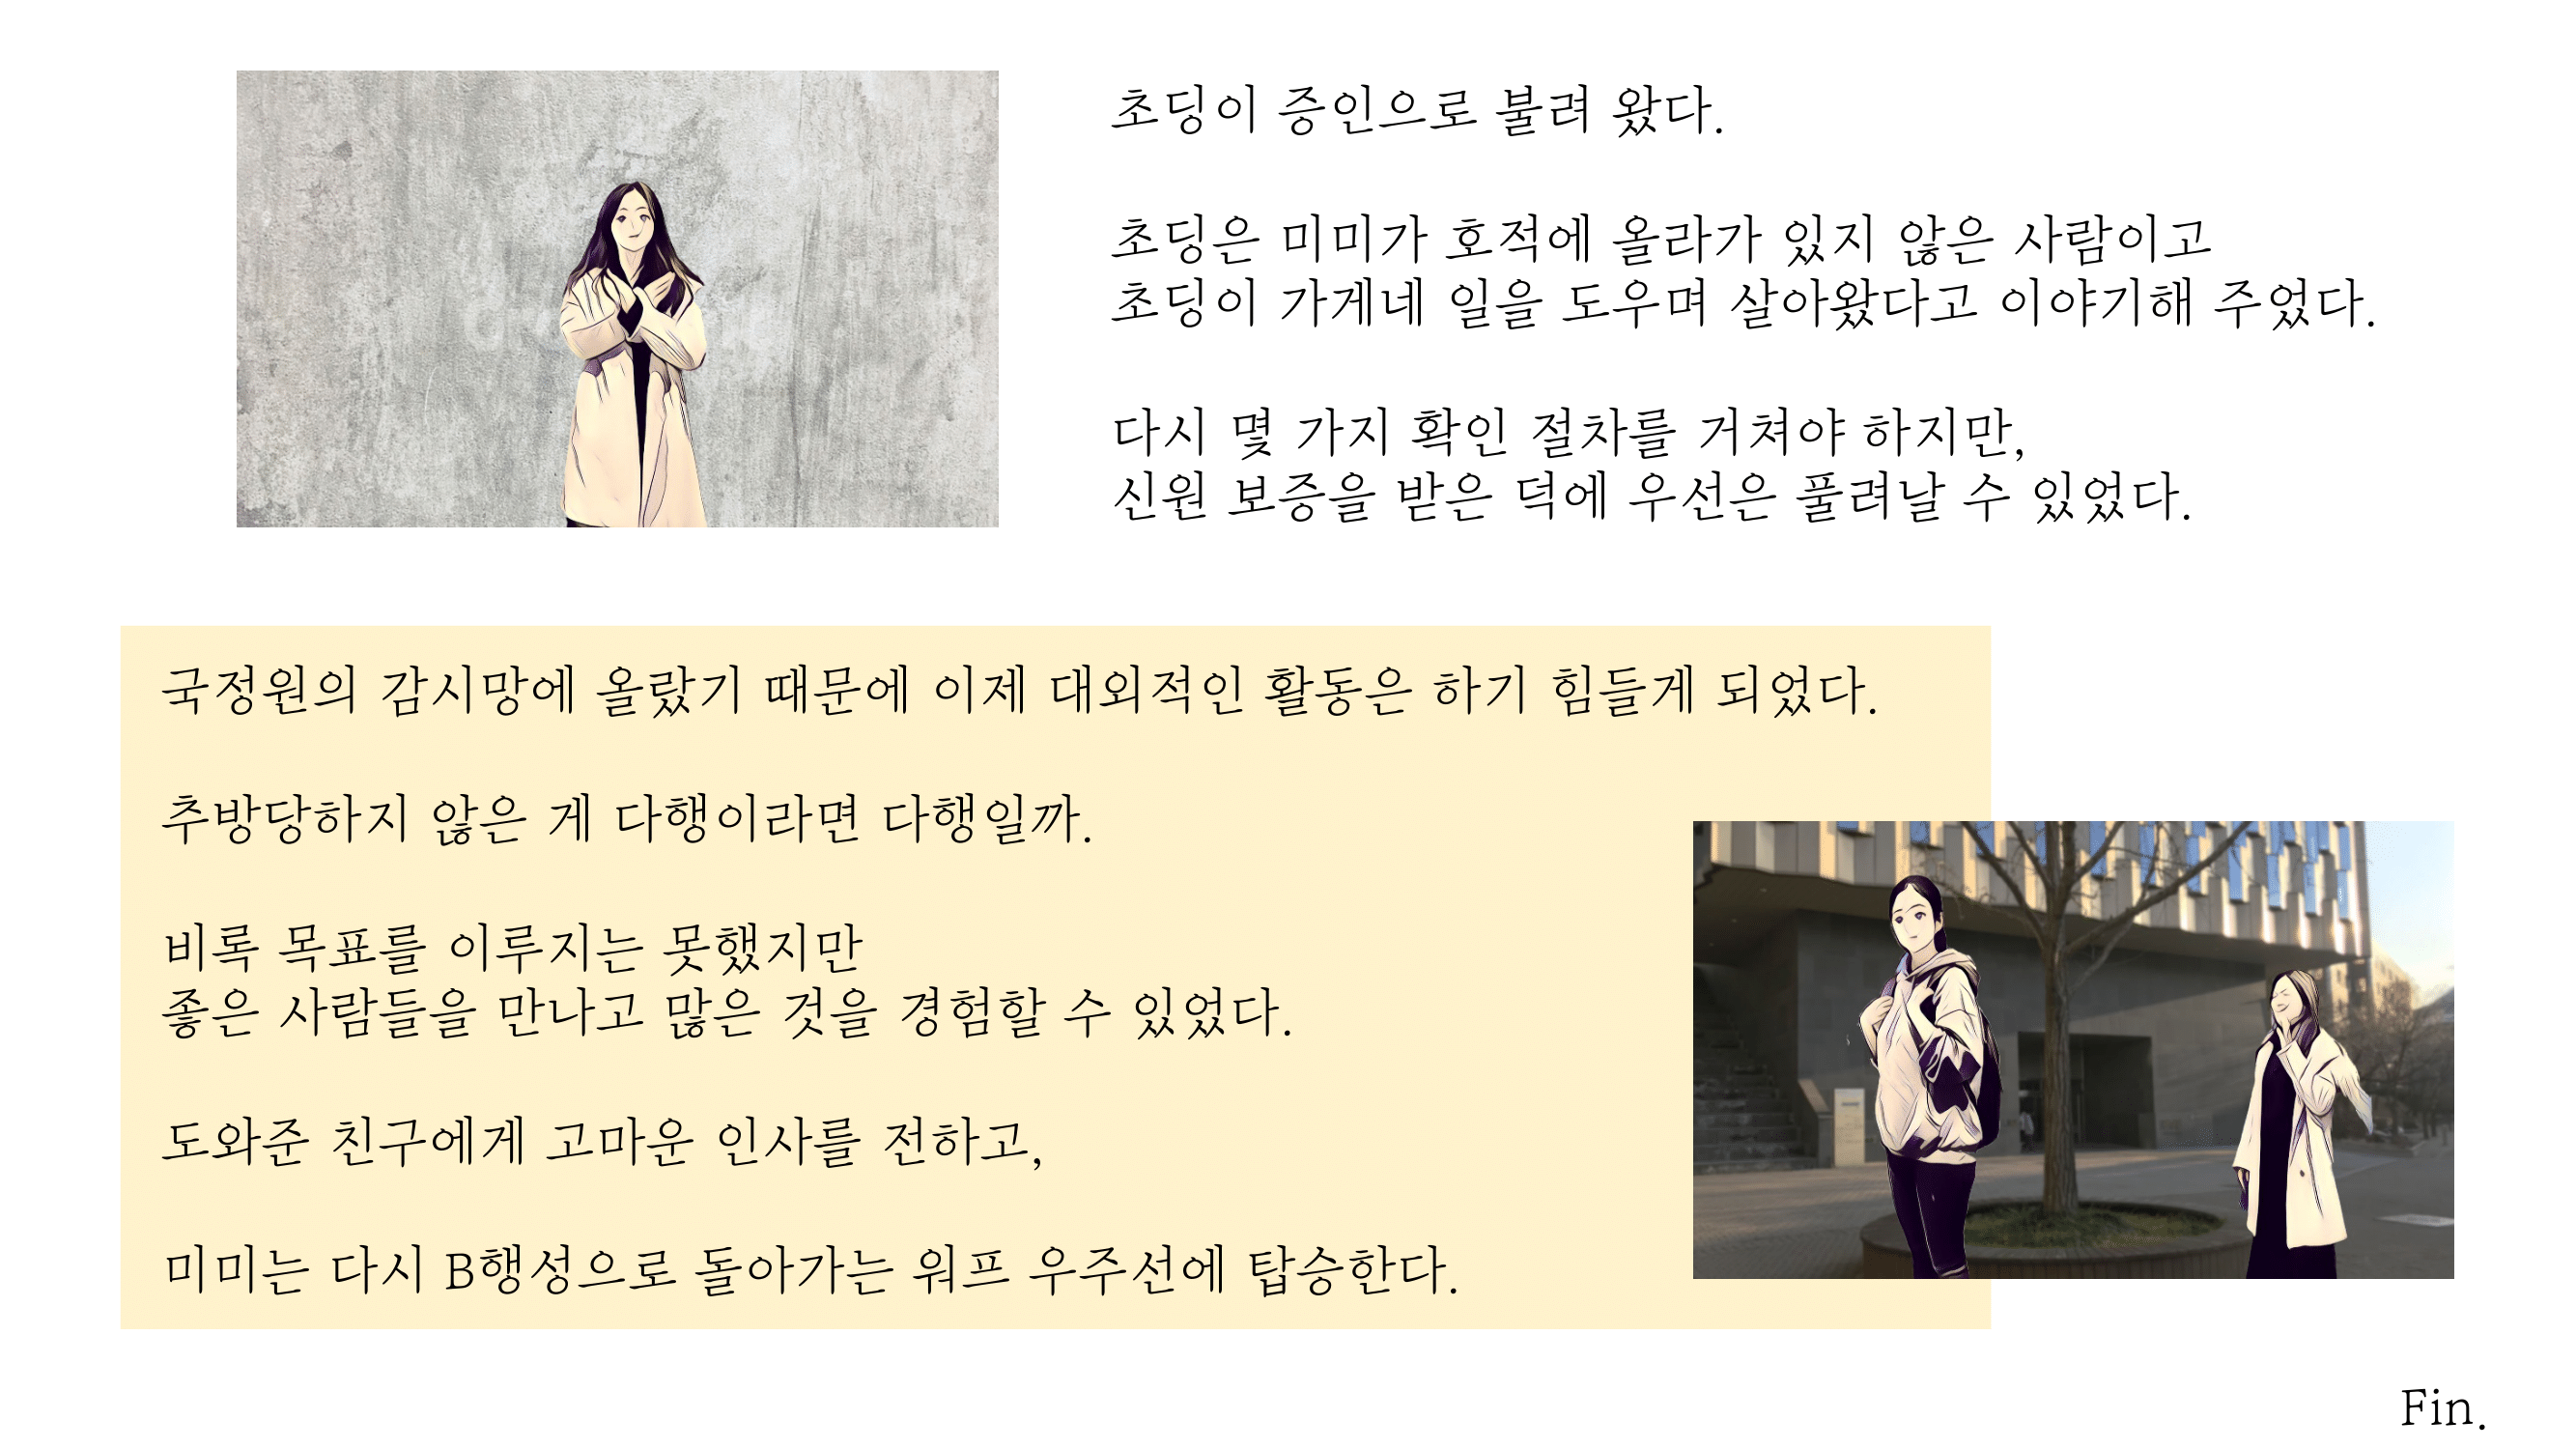 초딩이 증인으로 불려 왔다.
초딩은 미미가 호적에 올라가 있지 않은 사람이고
초딩이 가게네 일을 도우며 살아왔다고 이야기해 주었다.
다시 몇 가지 확인 절차를 거쳐야 하지만,
신원 보증을 받은 덕에 우선은 풀려날 수 있었다.
국정원의 감시망에 올랐기 때문에 이제 대외적인 활동은 하기 힘들게 되었다.
추방당하지 않은 게 다행이라면 다행일까.
비록 목표를 이루지는 못했지만
좋은 사람들을 만나고 많은 것을 경험할 수 있었다.
도와준 친구에게 고마운 인사를 전하고,
미미는 다시 B행성으로 돌아가는 워프 우주선에 탑승한다.
Fin.